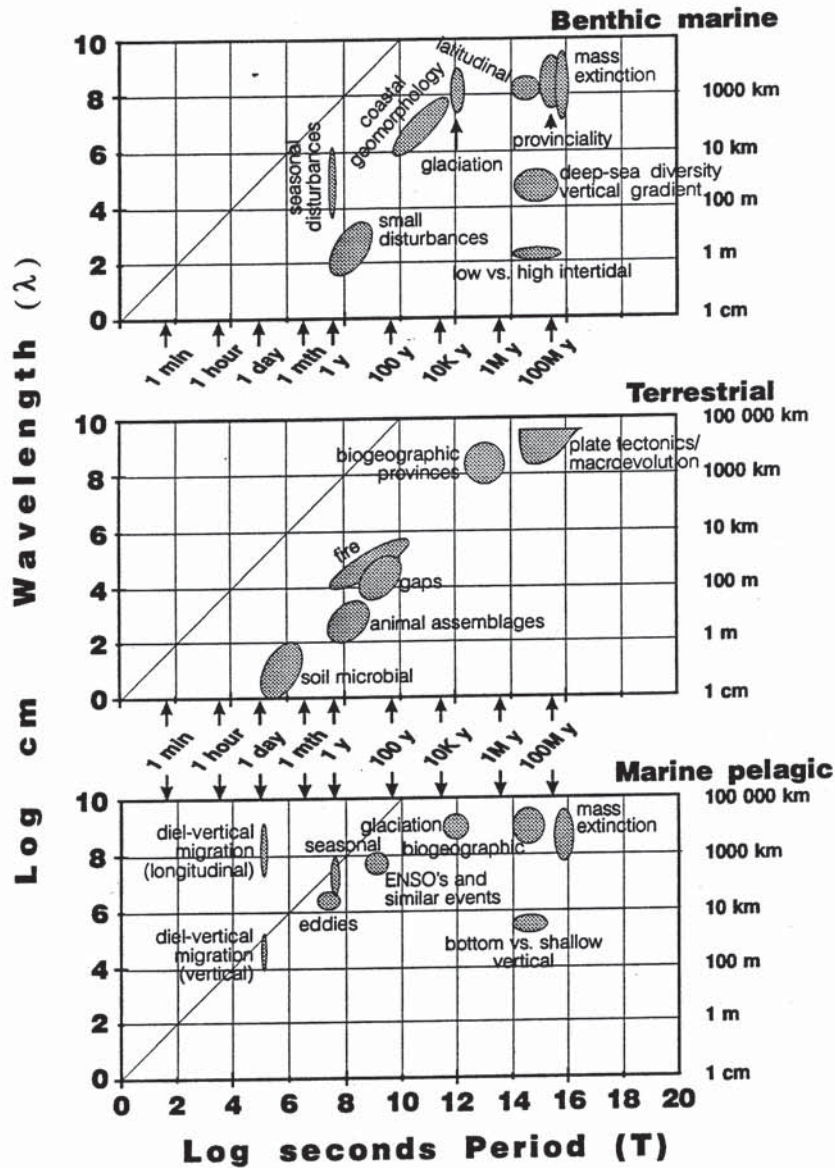 Benthic marine
10
8
6
4
2
0
latitudinal
mass
extinction
1000 km
coastal
geomorphology
provinciality
10 km
glaciation
seasonal
disturbances
deep-sea diversity
vertical gradient
100 m
small
disturbances
1 m
low vs. high intertidal
1 cm
1 min
1 hour
1 day
1 mth
1 y
100 y
10K y
1M y
100M y
Terrestrial
10
8
6
4
2
0
100 000 km
biogeographic
provinces
plate tectonics/
macroevolution
1000 km
10 km
fire
gaps
100 m
animal assemblages
1 m
soil microbial
1 cm
1 min
1 hour
1 day
1 mth
1 y
100 y
10K y
1M y
100M y
Marine pelagic
10
8
6
4
2
0
100 000 km
diel-vertical
migration
(longitudinal)
seasonal
glaciation
biogeographic
mass
extinction
1000 km
ENSO's and
similar events
eddies
10 km
diel-vertical
migration
(vertical)
bottom vs. shallow
vertical
100 m
1 m
1 cm
0 2 4 6 8 10 12 14 16 18 20
Log seconds Period (T)
Log cm Wavelength (λ)